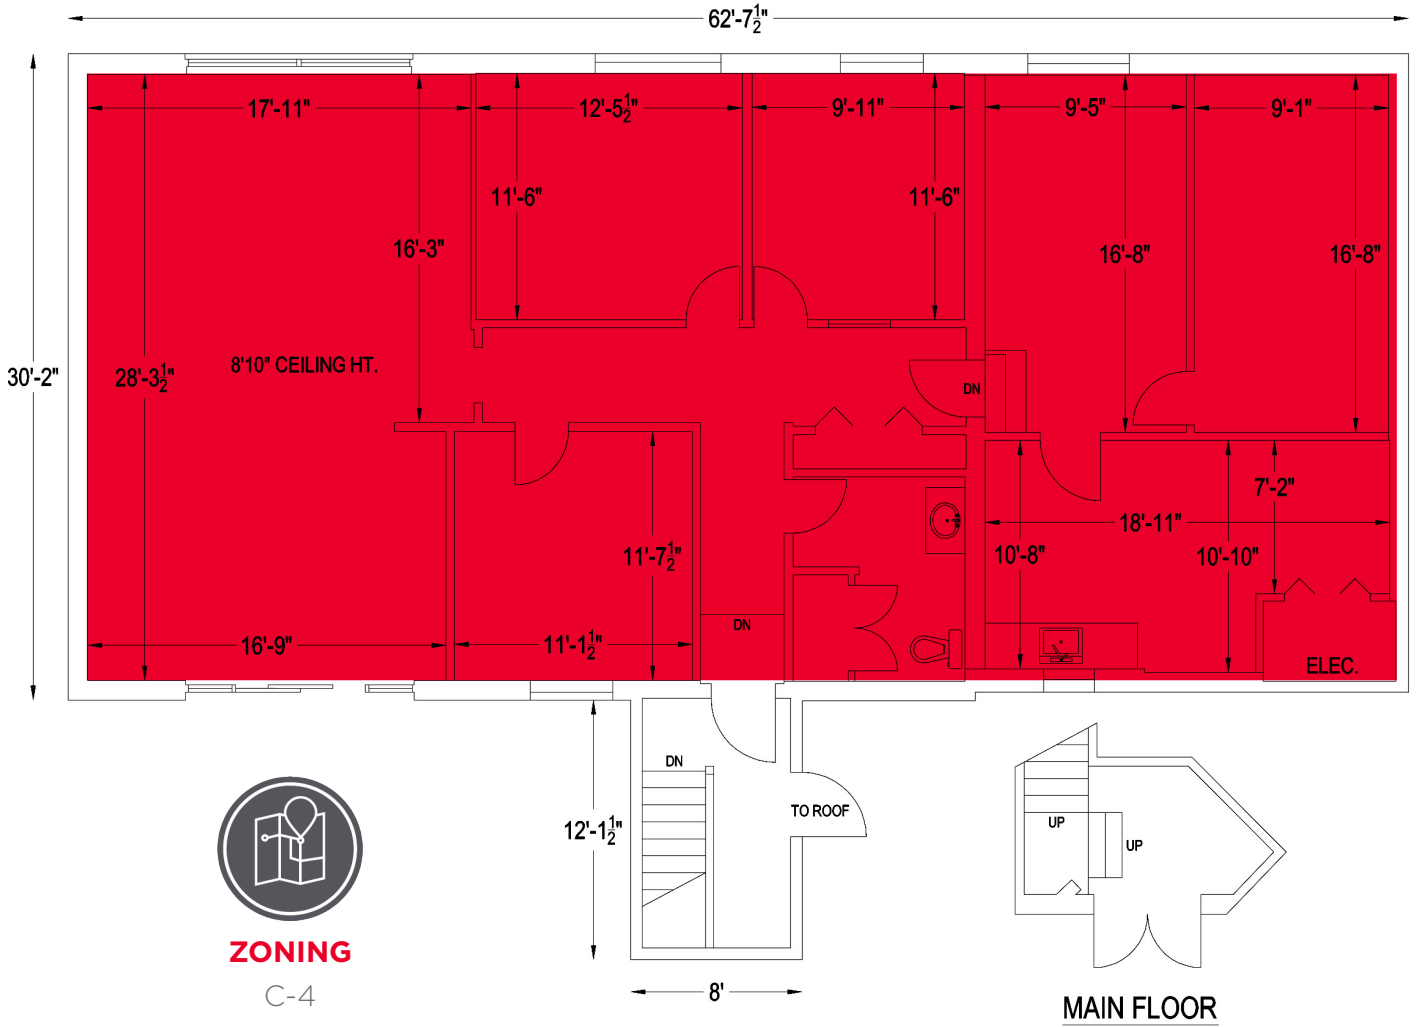 62'-7½"
17'-11"
12'-5½"
9'-11"
9'-5"
9'-1"
11'-6"
11'-6"
16'-3"
16'-8"
16'-8"
30'-2"
28'-3½"
8'10" CEILING HT.
DN
7'-2"
18'-11"
11'-7½"
10'-8"
10'-10"
DN
16'-9"
11'-1½"
ELEC.
DN
TO ROOF
12'-1½"
UP
UP
ZONING
C-4
8'
MAIN FLOOR